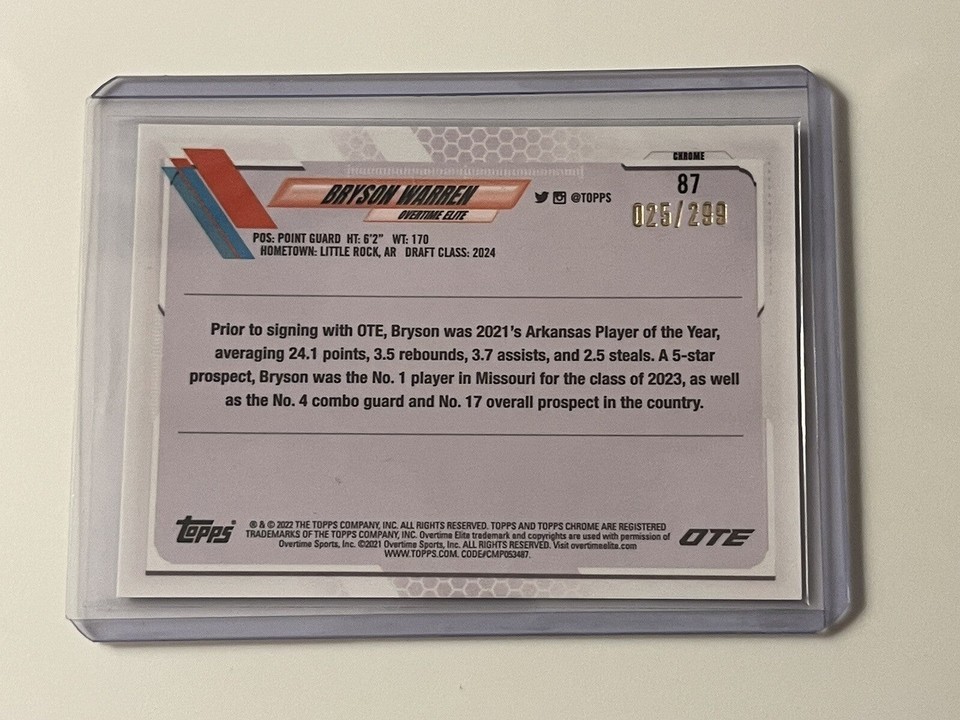 CHROME
87
025/299
BRYSON WARREN
OVERTIME ELITE
@TOPPS
POS: POINT GUARD HT: 6'2" WT: 170
HOMETOWN: LITTLE ROCK, AR DRAFT CLASS: 2024
Prior to signing with OTE, Bryson was 2021's Arkansas Player of the Year,
averaging 24.1 points, 3.5 rebounds, 3.7 assists, and 2.5 steals. A 5-star
prospect, Bryson was the No. 1 player in Missouri for the class of 2023, as well
as the No. 4 combo guard and No. 17 overall prospect in the country.
Topps®
® & © 2022 THE TOPPS COMPANY, INC. ALL RIGHTS RESERVED. TOPPS AND TOPPS CHROME ARE REGISTERED
TRADEMARKS OF THE TOPPS COMPANY, INC. Overtime Elite trademark and copyrights are used with permission of
Overtime Sports, Inc. ©2021 Overtime Sports, Inc. ALL RIGHTS RESERVED. Visit overtimeelite.com
WWW.TOPPS.COM. CODE#CMP053487.
OTE